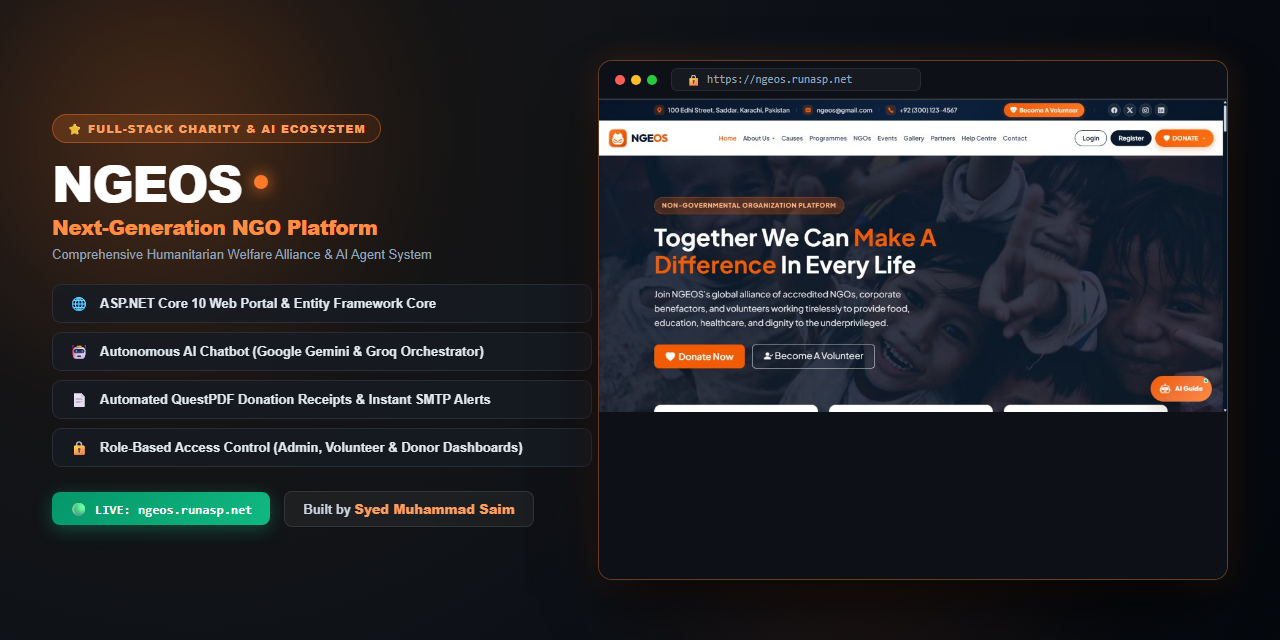 FULL-STACK CHARITY & AI ECOSYSTEM
NGEOS
Next-Generation NGO Platform
Comprehensive Humanitarian Welfare Alliance & AI Agent System
ASP.NET Core 10 Web Portal & Entity Framework Core
Autonomous AI Chatbot (Google Gemini & Groq Orchestrator)
Automated QuestPDF Donation Receipts & Instant SMTP Alerts
Role-Based Access Control (Admin, Volunteer & Donor Dashboards)
LIVE: ngeos.runasp.net
Built by Syed Muhammad Saim
https://ngeos.runasp.net
100 Edhi Street, Saddar, Karachi, Pakistan ngeos@gmail.com +92 (300) 123-4567 Become A Volunteer
NGEOS Home About Us Causes Programmes NGOs Events Gallery Partners Help Centre Contact Login Register DONATE
NON-GOVERNMENTAL ORGANIZATION PLATFORM
Together We Can Make A
Difference In Every Life
Join NGEOS's global alliance of accredited NGOs, corporate
benefactors, and volunteers working tirelessly to provide food,
education, healthcare, and dignity to the underprivileged.
Donate Now Become A Volunteer
AI Guide